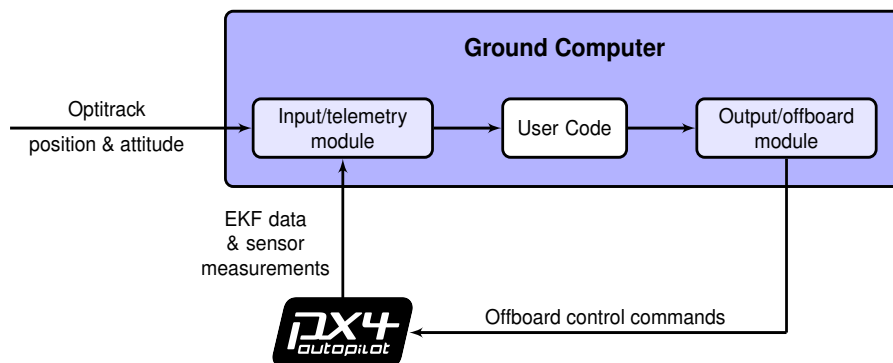 Ground Computer
Optitrack
position & attitude
Input/telemetry
module
User Code
Output/offboard
module
EKF data
& sensor
measurements
px4
autopilot
Offboard control commands